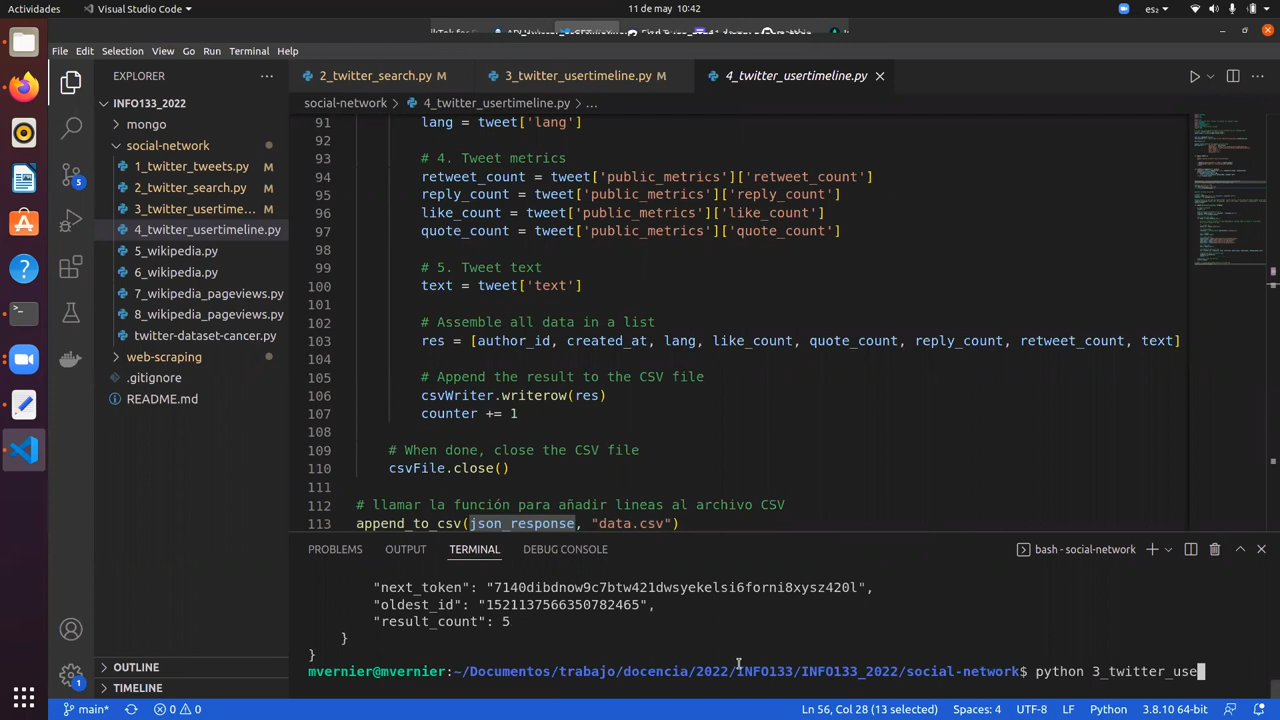 Actividades
Visual Studio Code
11 de may 10:42
es₂
File Edit Selection View Go Run Terminal Help
EXPLORER
2_twitter_search.py M
3_twitter_usertimeline.py M
4_twitter_usertimeline.py
social-network > 4_twitter_usertimeline.py > ...
INFO133_2022
mongo
social-network
1_twitter_tweets.py M
2_twitter_search.py M
3_twitter_usertime... M
4_twitter_usertimeline.py
5_wikipedia.py
6_wikipedia.py
7_wikipedia_pageviews.py
8_wikipedia_pageviews.py
twitter-dataset-cancer.py
web-scraping
.gitignore
README.md
OUTLINE
TIMELINE
91 lang = tweet['lang']
92
93 # 4. Tweet metrics
94 retweet_count = tweet['public_metrics']['retweet_count']
95 reply_count = tweet['public_metrics']['reply_count']
96 like_count = tweet['public_metrics']['like_count']
97 quote_count = tweet['public_metrics']['quote_count']
98
99 # 5. Tweet text
100 text = tweet['text']
101
102 # Assemble all data in a list
103 res = [author_id, created_at, lang, like_count, quote_count, reply_count, retweet_count, text]
104
105 # Append the result to the CSV file
106 csvWriter.writerow(res)
107 counter += 1
108
109 # When done, close the CSV file
110 csvFile.close()
111
112 # llamar la función para añadir lineas al archivo CSV
113 append_to_csv(json_response, "data.csv")
PROBLEMS OUTPUT TERMINAL DEBUG CONSOLE
bash - social-network
"next_token": "7140dibdnow9c7btw421dwsyekelsi6forni8xysz420l",
"oldest_id": "1521137566350782465",
"result_count": 5
}
}
mvernier@mvernier:~/Documentos/trabajo/docencia/2022/INFO133/INFO133_2022/social-network$ python 3_twitter_use
5
1
main*
0 0
Ln 56, Col 28 (13 selected) Spaces: 4 UTF-8 LF Python 3.8.10 64-bit